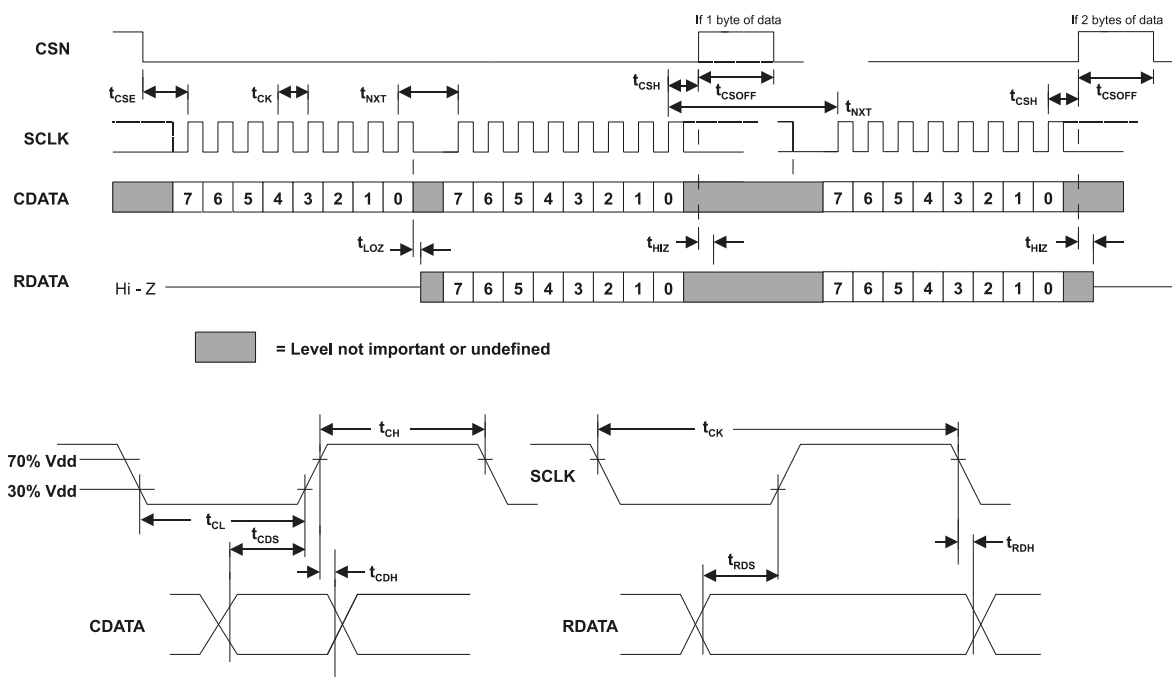 If 1 byte of data
If 2 bytes of data
CSN
tCSE
tCK
tNXT
tCSH
tCSOFF
tNXT
tCSH
tCSOFF
SCLK
CDATA
7 6 5 4 3 2 1 0
7 6 5 4 3 2 1 0
7 6 5 4 3 2 1 0
tLOZ
tHIZ
tHIZ
RDATA
Hi - Z
7 6 5 4 3 2 1 0
7 6 5 4 3 2 1 0
= Level not important or undefined
tCH
70% Vdd
30% Vdd
tCL
tCDS
tCDH
CDATA
tCK
SCLK
tRDS
tRDH
RDATA